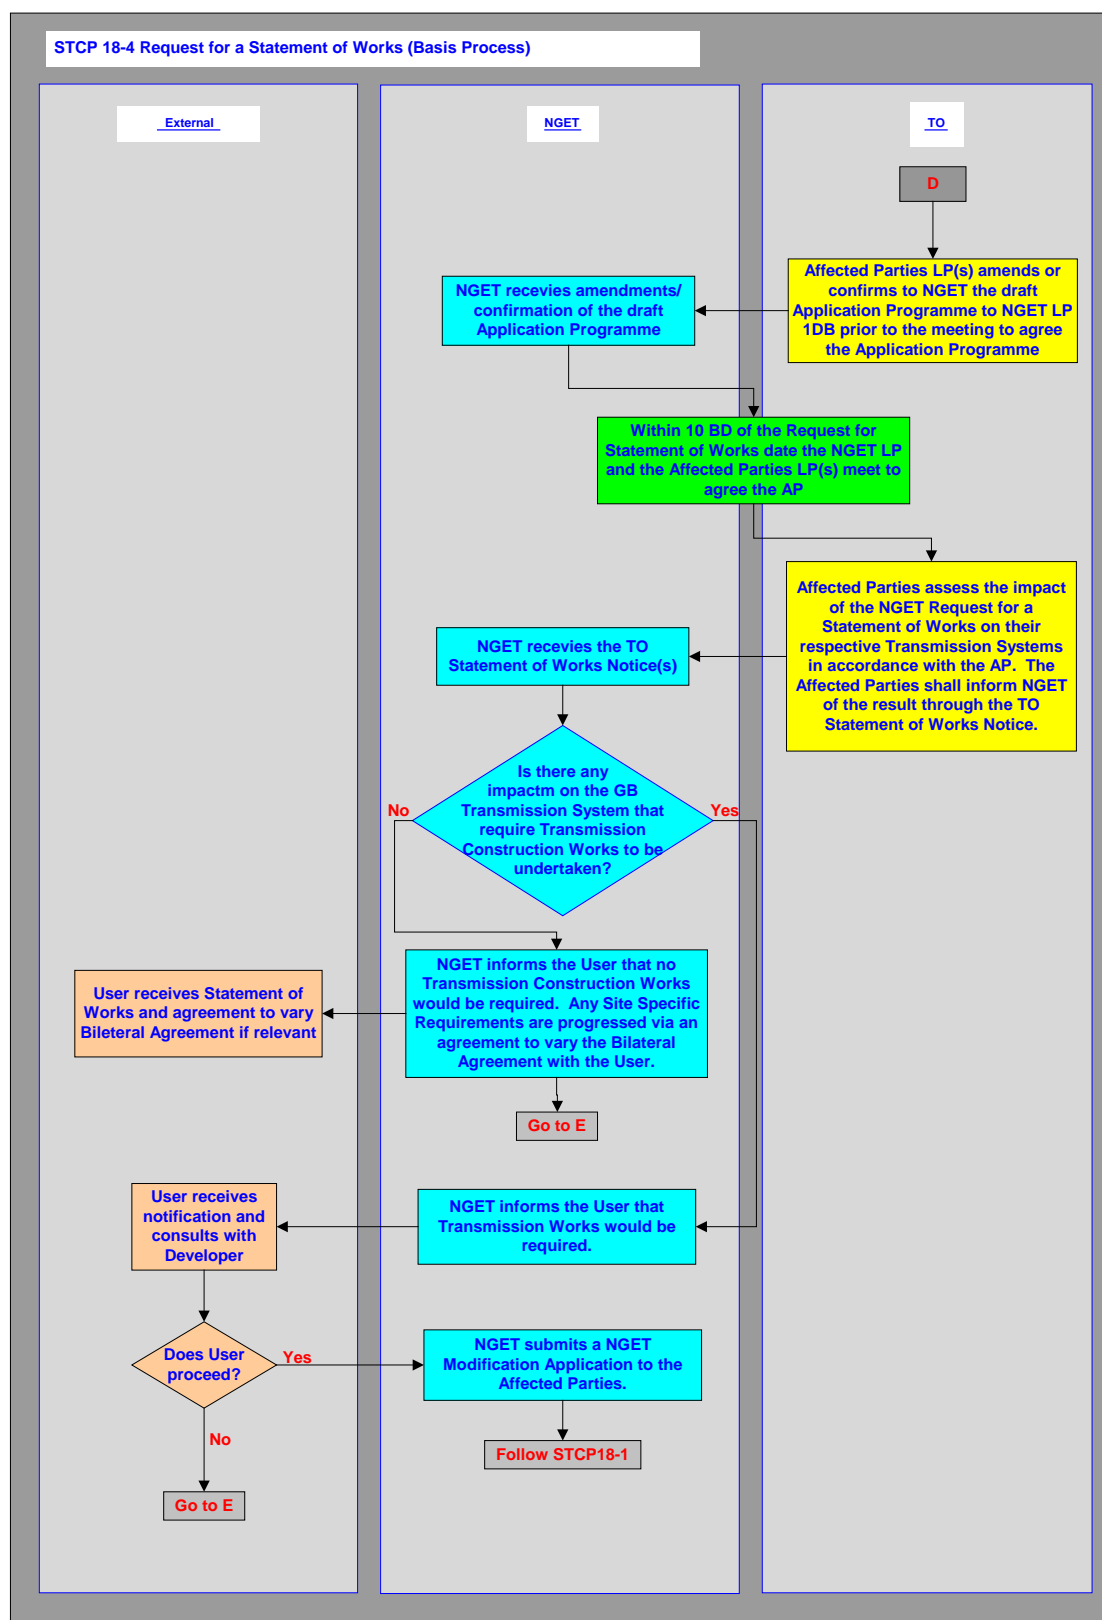 STCP 18-4 Request for a Statement of Works (Basis Process)
External
NGET
TO
D
Affected Parties LP(s) amends or
confirms to NGET the draft
Application Programme to NGET LP
1DB prior to the meeting to agree
the Application Programme
NGET recevies amendments/
confirmation of the draft
Application Programme
Within 10 BD of the Request for
Statement of Works date the NGET LP
and the Affected Parties LP(s) meet to
agree the AP
Affected Parties assess the impact
of the NGET Request for a
Statement of Works on their
respective Transmission Systems
in accordance with the AP. The
Affected Parties shall inform NGET
of the result through the TO
Statement of Works Notice.
NGET recevies the TO
Statement of Works Notice(s)
Is there any
impactm on the GB
Transmission System that
require Transmission
Construction Works to be
undertaken?
No
Yes
NGET informs the User that no
Transmission Construction Works
would be required. Any Site Specific
Requirements are progressed via an
agreement to vary the Bilateral
Agreement with the User.
User receives Statement of
Works and agreement to vary
Bileteral Agreement if relevant
Go to E
NGET informs the User that
Transmission Works would be
required.
User receives
notification and
consults with
Developer
Does User
proceed?
Yes
No
NGET submits a NGET
Modification Application to the
Affected Parties.
Follow STCP18-1
Go to E